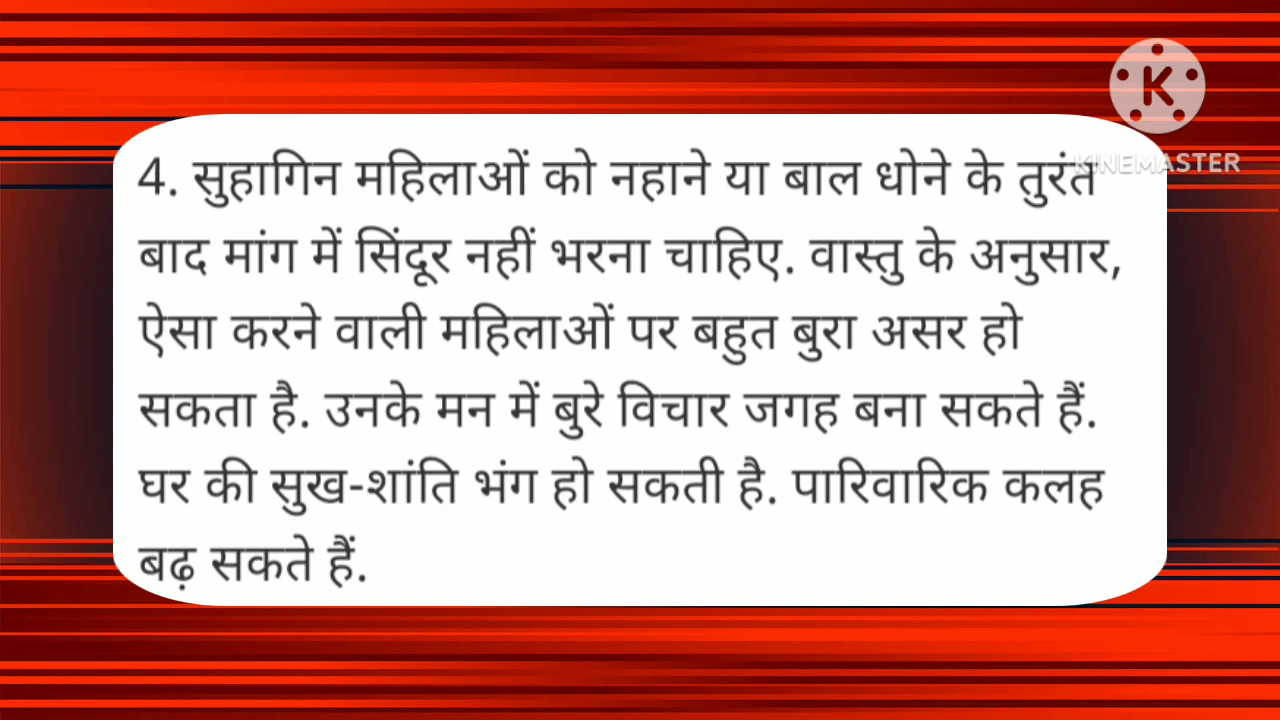 K
KINEMASTER
4. सुहागिन महिलाओं को नहाने या बाल धोने के तुरंत
बाद मांग में सिंदूर नहीं भरना चाहिए. वास्तु के अनुसार,
ऐसा करने वाली महिलाओं पर बहुत बुरा असर हो
सकता है. उनके मन में बुरे विचार जगह बना सकते हैं.
घर की सुख-शांति भंग हो सकती है. पारिवारिक कलह
बढ़ सकते हैं.